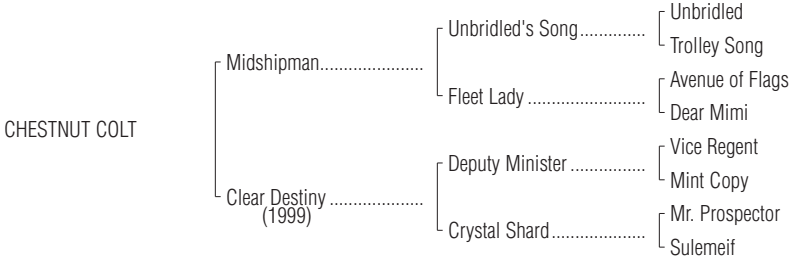 Unbridled
Unbridled's Song..............
Trolley Song
Midshipman......................
Avenue of Flags
Fleet Lady .........................
Dear Mimi
CHESTNUT COLT
Vice Regent
Deputy Minister ................
Mint Copy
Clear Destiny ....................
(1999)
Mr. Prospector
Crystal Shard....................
Sulemeif